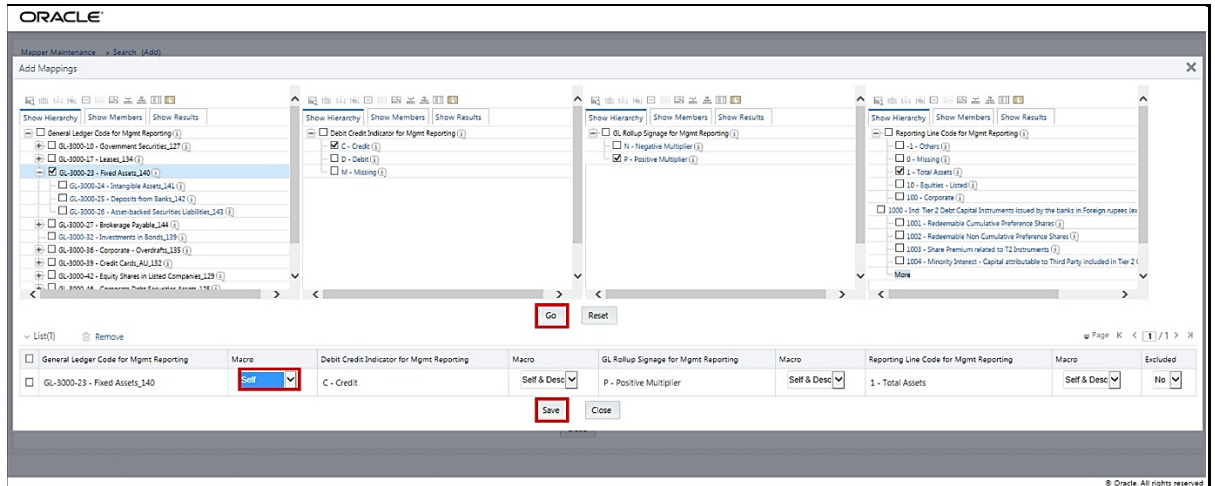 ORACLE
Mapper Maintenance > Search (Add)
Add Mappings
Show Hierarchy Show Members Show Results
General Ledger Code for Mgmt Reporting
GL-3000-10 - Government Securities_127
GL-3000-17 - Leases_134
GL-3000-23 - Fixed Assets_140
GL-3000-24 - Intangible Assets_141
GL-3000-25 - Deposits from Banks_142
GL-3000-26 - Asset-backed Securities Liabilities_143
GL-3000-27 - Brokerage Payable_144
GL-3000-32 - Investments in Bonds_139
GL-3000-36 - Corporate - Overdrafts_135
GL-3000-39 - Credit Cards_AU_132
GL-3000-42 - Equity Shares in Listed Companies_129
GL-3000-46 - Corporate Debt Securities Assets_125
Show Hierarchy Show Members Show Results
Debit Credit Indicator for Mgmt Reporting
C - Credit
D - Debit
M - Missing
Show Hierarchy Show Members Show Results
GL Rollup Signage for Mgmt Reporting
N - Negative Multiplier
P - Positive Multiplier
Show Hierarchy Show Members Show Results
Reporting Line Code for Mgmt Reporting
-1 - Others
0 - Missing
1 - Total Assets
10 - Equities - Listed
100 - Corporate
1000 - Ind: Tier 2 Debt Capital Instruments issued by the banks in Foreign rupees (ex
1001 - Redeemable Cumulative Preference Shares
1002 - Redeemable Non Cumulative Preference Shares
1003 - Share Premium related to T2 Instruments
1004 - Minority Interest - Capital attributable to Third Party included in Tier 2
More
Go Reset
List(1) Remove Page 1 / 1
General Ledger Code for Mgmt Reporting Macro Debit Credit Indicator for Mgmt Reporting Macro GL Rollup Signage for Mgmt Reporting Macro Reporting Line Code for Mgmt Reporting Macro Excluded
GL-3000-23 - Fixed Assets_140 Self C - Credit Self & Desc P - Positive Multiplier Self & Desc 1 - Total Assets Self & Desc No
Save Close
© Oracle. All rights reserved